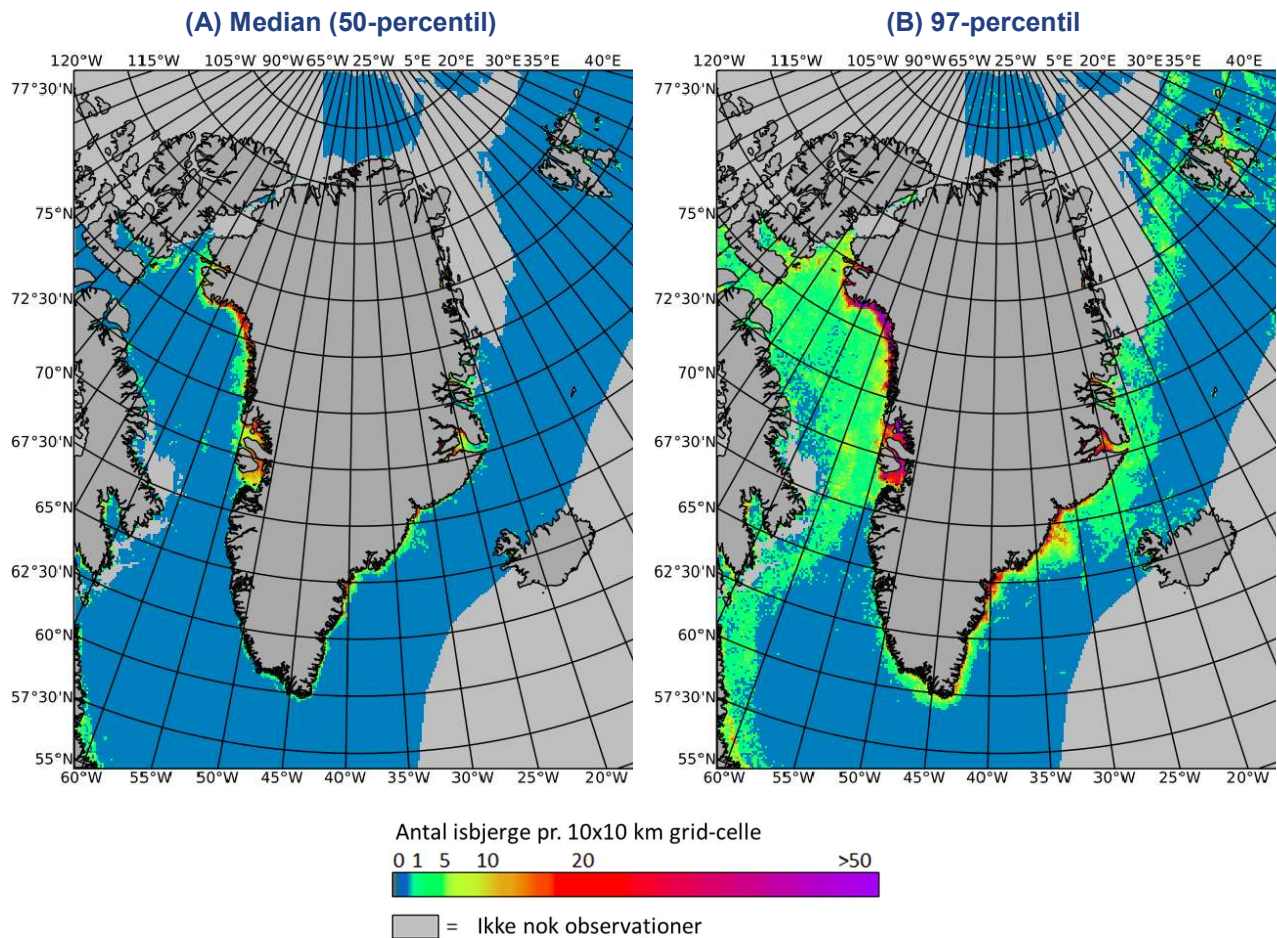 (A) Median (50-percentil)
(B) 97-percentil
120°W 115°W 105°W 90°W 65°W 25°W 5°E 20°E 30°E 35°E 40°E
120°W 115°W 105°W 90°W 65°W 25°W 5°E 20°E 30°E 35°E 40°E
77°30'N
77°30'N
75°N
75°N
72°30'N
72°30'N
70°N
70°N
67°30'N
67°30'N
65°N
65°N
62°30'N
62°30'N
60°N
60°N
57°30'N
57°30'N
55°N
55°N
60°W 55°W 50°W 45°W 40°W 35°W 30°W 20°W
60°W 55°W 50°W 45°W 40°W 35°W 30°W 20°W
Antal isbjerge pr. 10x10 km grid-celle
0 1 5 10 20 >50
= Ikke nok observationer